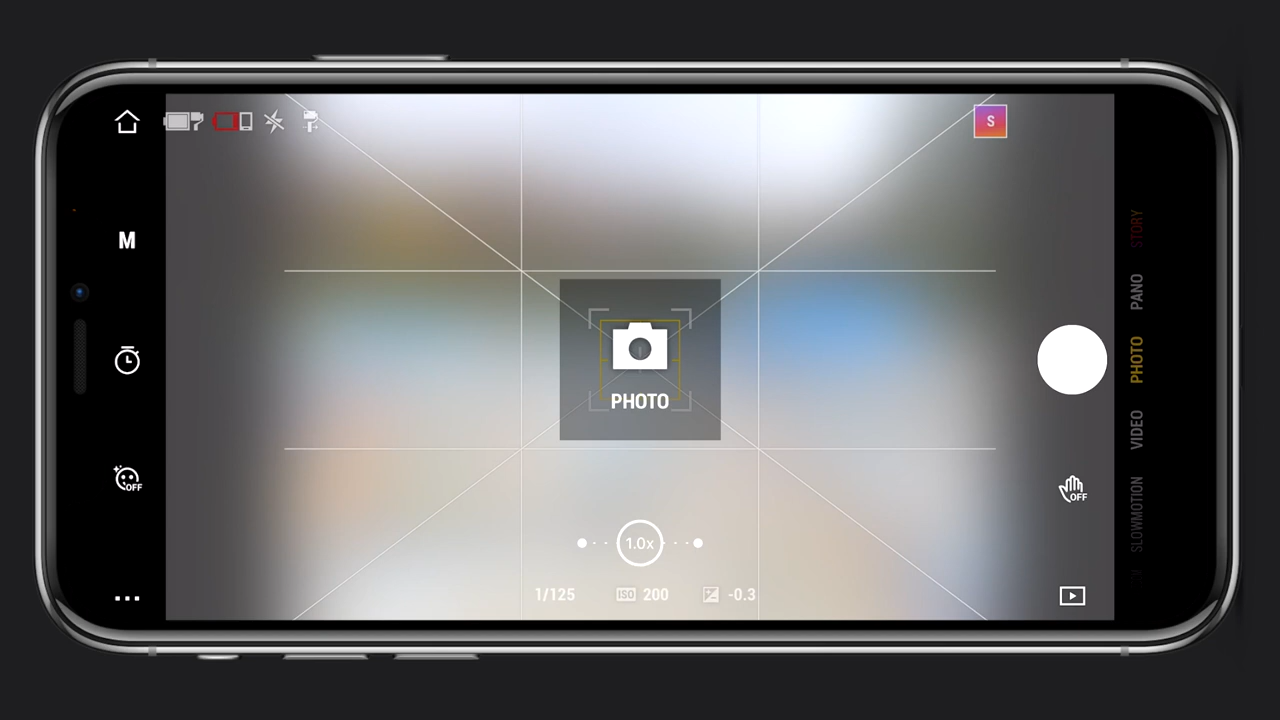 S
M
STORY
PANO
PHOTO
VIDEO
SLOWMOTION
PHOTO
OFF
OFF
1.0x
1/125
ISO 200
-0.3